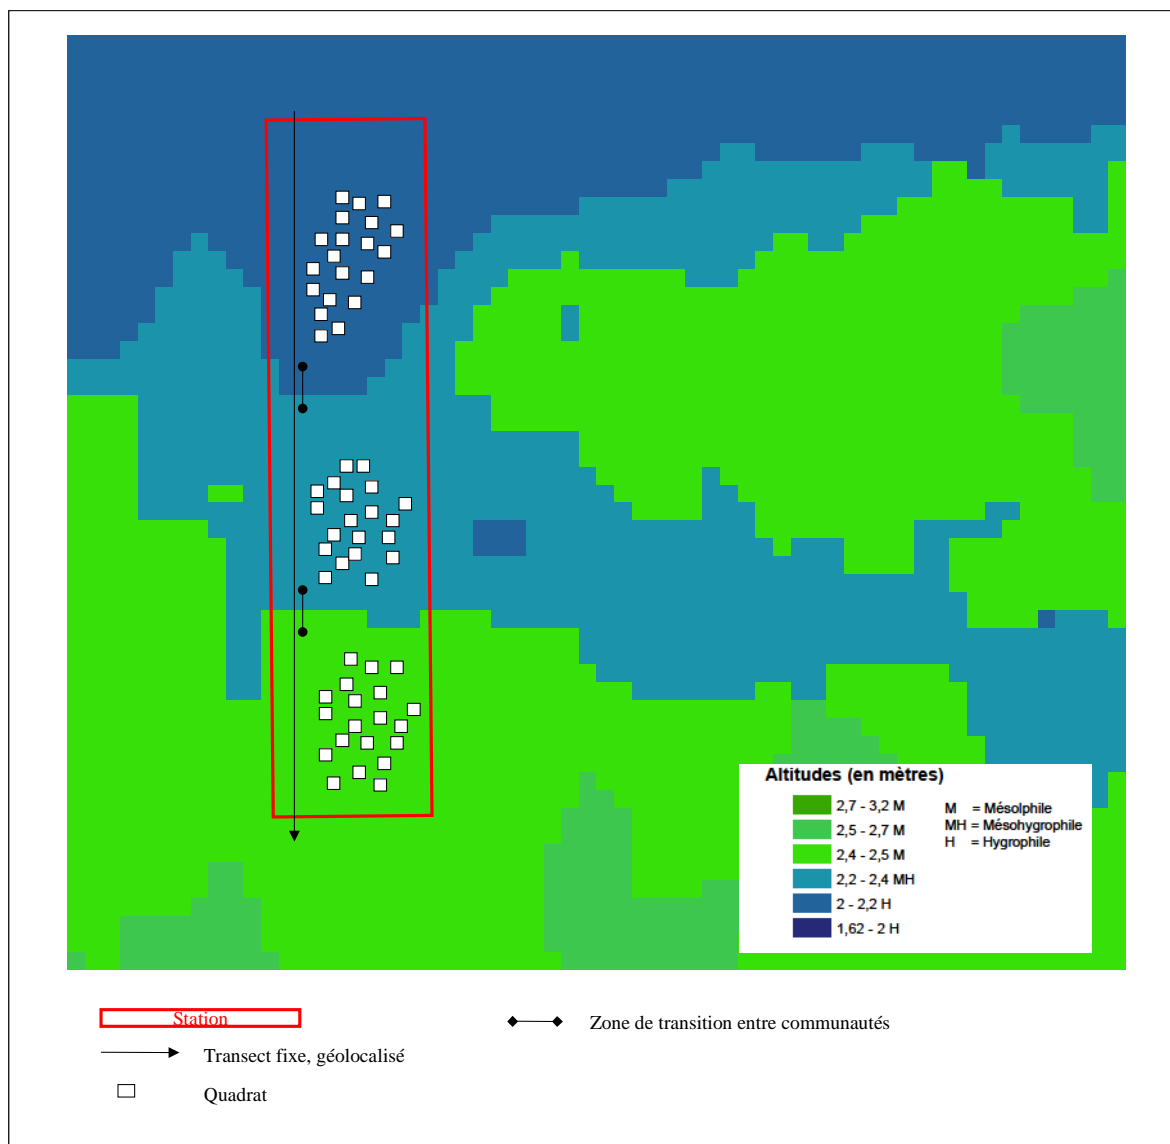 Altitudes (en mètres)
2,7 - 3,2 M
2,5 - 2,7 M
2,4 - 2,5 M
2,2 - 2,4 MH
2 - 2,2 H
1,62 - 2 H
M = Mésolphile
MH = Mésohygrophile
H = Hygrophile
Station
Zone de transition entre communautés
Transect fixe, géolocalisé
Quadrat